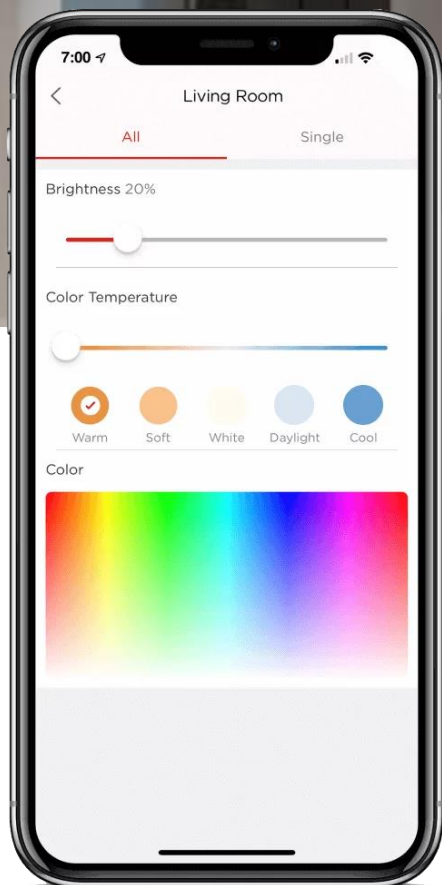 7:00
Living Room
All Single
Brightness 20%
Color Temperature
Warm Soft White Daylight Cool
Color